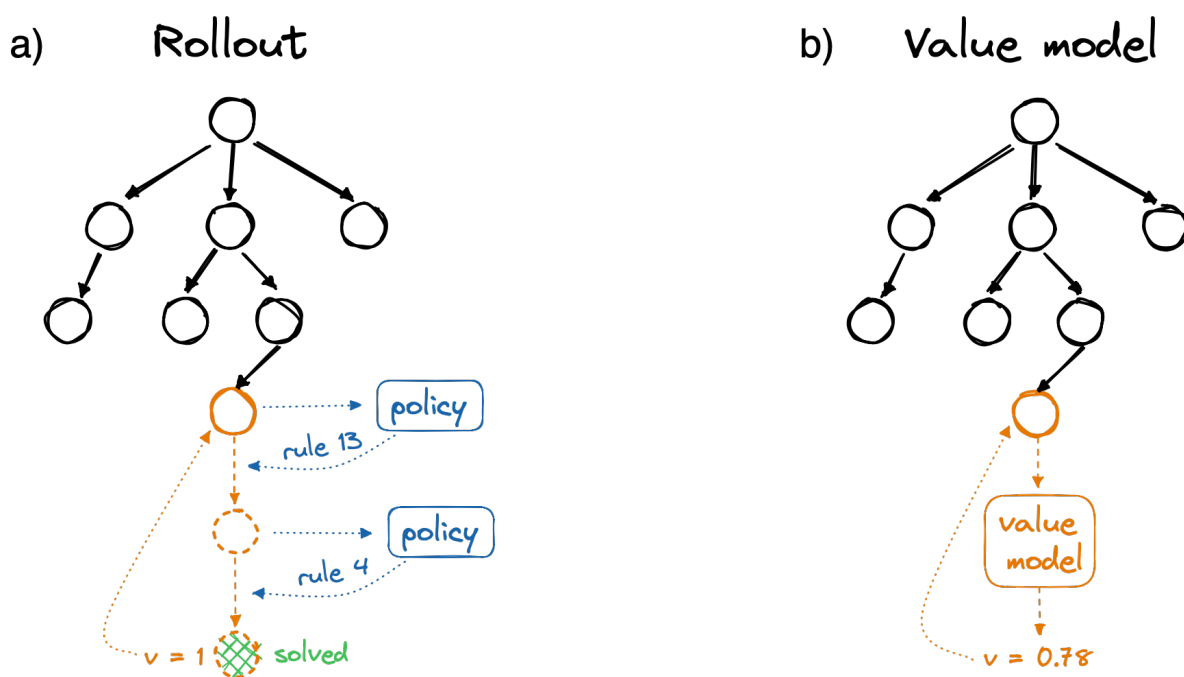 a) Rollout
policy
rule 13
policy
rule 4
v = 1 solved
b) Value model
value
model
v = 0.78